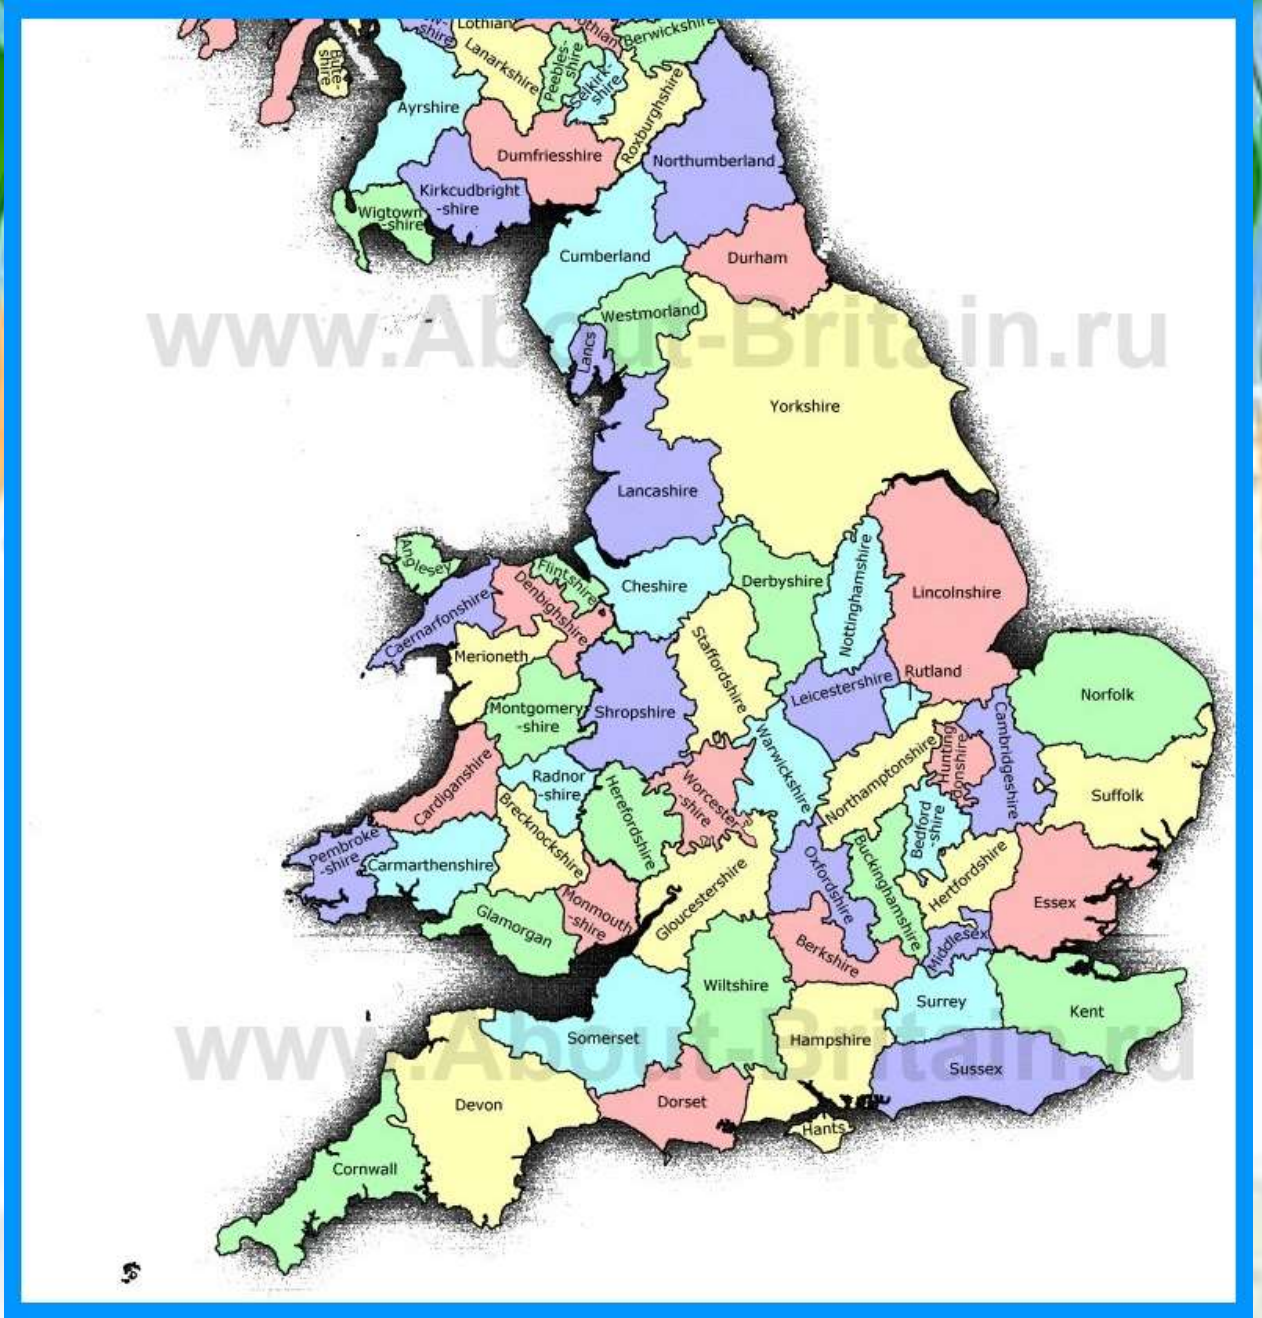 Lothian
Berwickshire
Lanarkshire
Peebles-
shire
Selkirk-
shire
Bute-
shire
Roxburghshire
Ayrshire
Dumfriesshire
Northumberland
Kirkcudbright
-shire
Wigtown
-shire
Cumberland
Durham
Westmorland
www.About-Britain.ru
Lancs
Yorkshire
Lancashire
Anglesey
Flintshire
Denbighshire
Cheshire
Derbyshire
Nottinghamshire
Lincolnshire
Caernarfonshire
Merioneth
Staffordshire
Leicestershire
Rutland
Norfolk
Montgomery
-shire
Shropshire
Warwickshire
Northamptonshire
Hunting
donshire
Cambridgeshire
Suffolk
Cardiganshire
Radnor
-shire
Brecknockshire
Herefordshire
Worcester
-shire
Bedford
-shire
Pembroke
-shire
Carmarthenshire
Glamorgan
Monmouth
-shire
Gloucestershire
Oxfordshire
Buckinghamshire
Hertfordshire
Essex
Middlesex
Berkshire
Wiltshire
Surrey
Kent
www.About-Britain.ru
Somerset
Hampshire
Sussex
Devon
Dorset
Hants
Cornwall